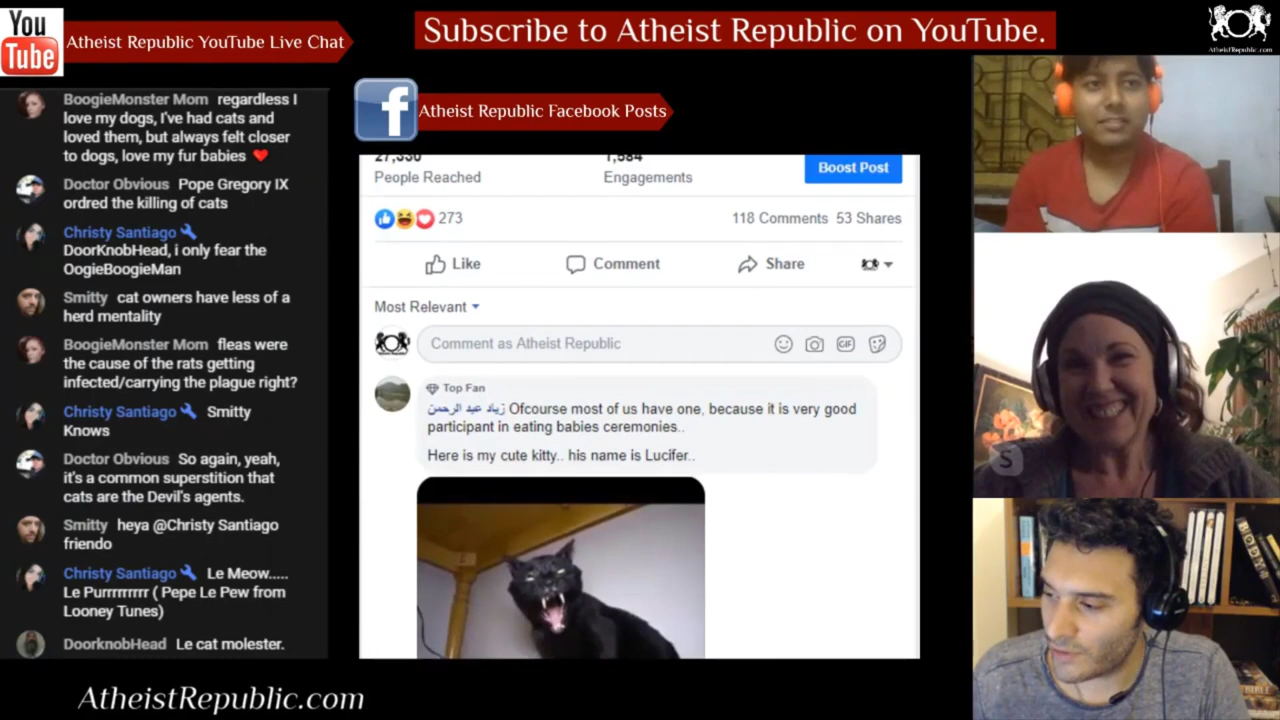 You
Tube
Atheist Republic YouTube Live Chat
Subscribe to Atheist Republic on YouTube.
AtheistRepublic.com
BoogieMonster Mom regardless I
love my dogs, I've had cats and
loved them, but always felt closer
to dogs, love my fur babies ❤️
Doctor Obvious Pope Gregory IX
ordred the killing of cats
Christy Santiago
DoorKnobHead, i only fear the
OogieBoogieMan
Smitty cat owners have less of a
herd mentality
BoogieMonster Mom fleas were
the cause of the rats getting
infected/carrying the plague right?
Christy Santiago Smitty
Knows
Doctor Obvious So again, yeah,
it's a common superstition that
cats are the Devil's agents.
Smitty heya @Christy Santiago
friendo
Christy Santiago Le Meow.....
Le Purrrrrrrrr ( Pepe Le Pew from
Looney Tunes)
DoorknobHead Le cat molester.
f
Atheist Republic Facebook Posts
27,330 1,584
People Reached Engagements
Boost Post
273 118 Comments 53 Shares
Like Comment Share
Most Relevant
Comment as Atheist Republic
GIF
Top Fan
زياد عبد الرحمن Ofcourse most of us have one, because it is very good
participant in eating babies ceremonies..
Here is my cute kitty.. his name is Lucifer..
S
BIBLE
AtheistRepublic.com